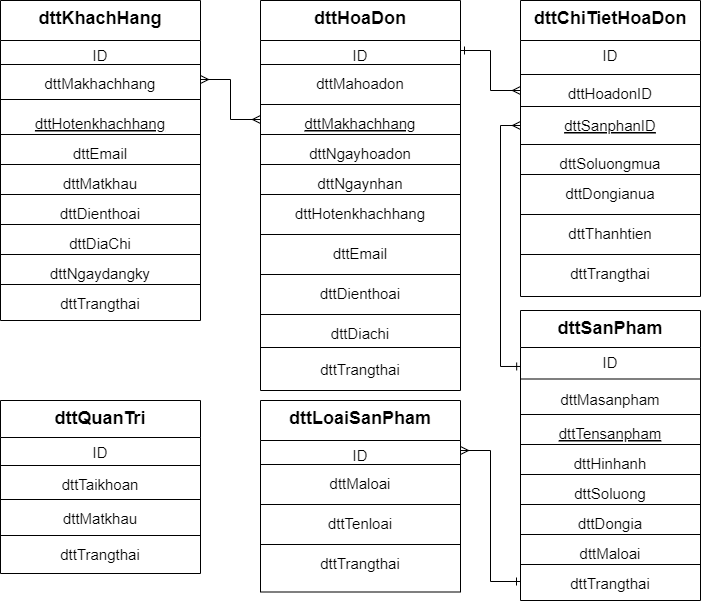 dttKhachHang
ID
dttMakhachhang
dttHotenkhachhang
dttEmail
dttMatkhau
dttDienthoai
dttDiaChi
dttNgaydangky
dttTrangthai
dttHoaDon
ID
dttMahoadon
dttMakhachhang
dttNgayhoadon
dttNgaynhan
dttHotenkhachhang
dttEmail
dttDienthoai
dttDiachi
dttTrangthai
dttChiTietHoaDon
ID
dttHoadonID
dttSanphanID
dttSoluongmua
dttDongianua
dttThanhtien
dttTrangthai
dttQuanTri
ID
dttTaikhoan
dttMatkhau
dttTrangthai
dttLoaiSanPham
ID
dttMaloai
dttTenloai
dttTrangthai
dttSanPham
ID
dttMasanpham
dttTensanpham
dttHinhanh
dttSoluong
dttDongia
dttMaloai
dttTrangthai